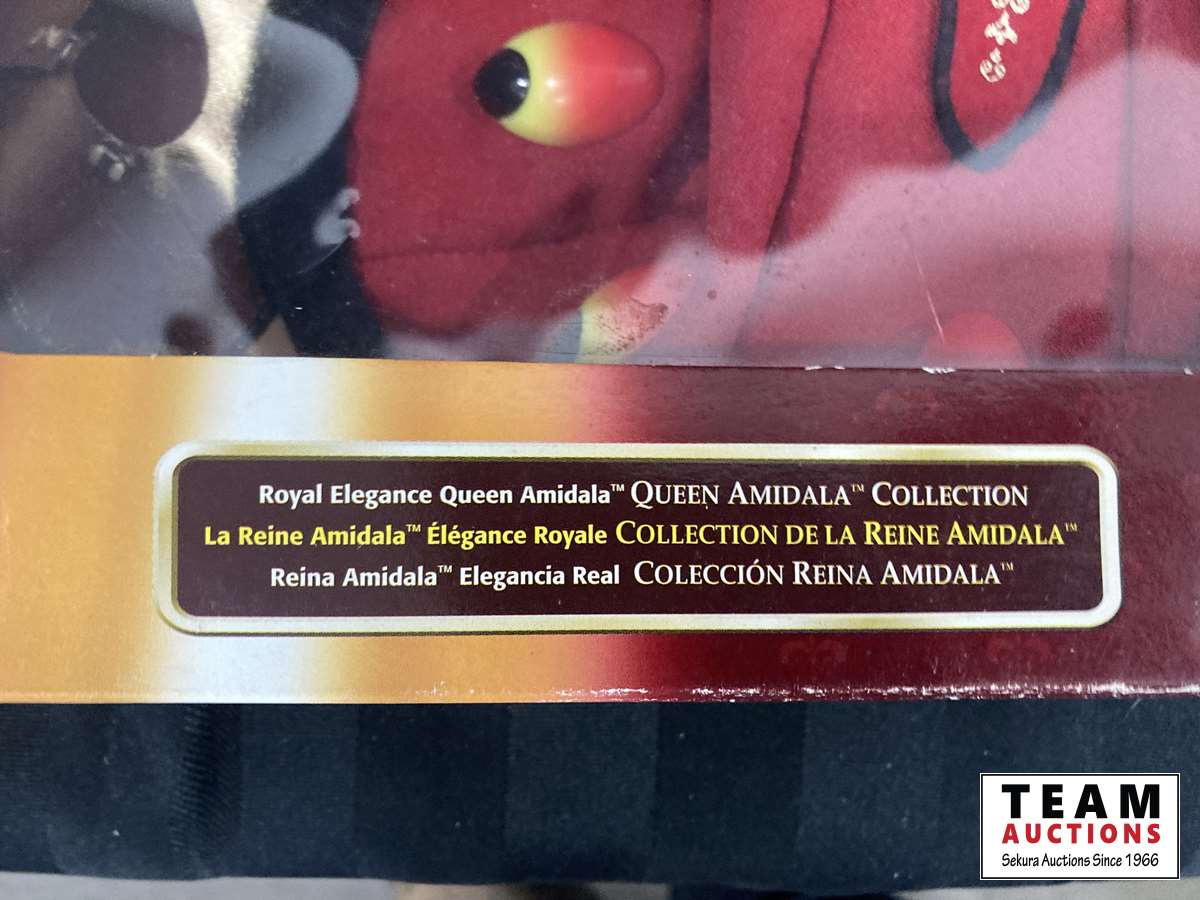 Royal Elegance Queen Amidala™ QUEEN AMIDALA™ COLLECTION
La Reine Amidala™ Élégance Royale COLLECTION DE LA REINE AMIDALA™
Reina Amidala™ Elegancia Real COLECCIÓN REINA AMIDALA™
TEAM
AUCTIONS
Sekura Auctions Since 1966